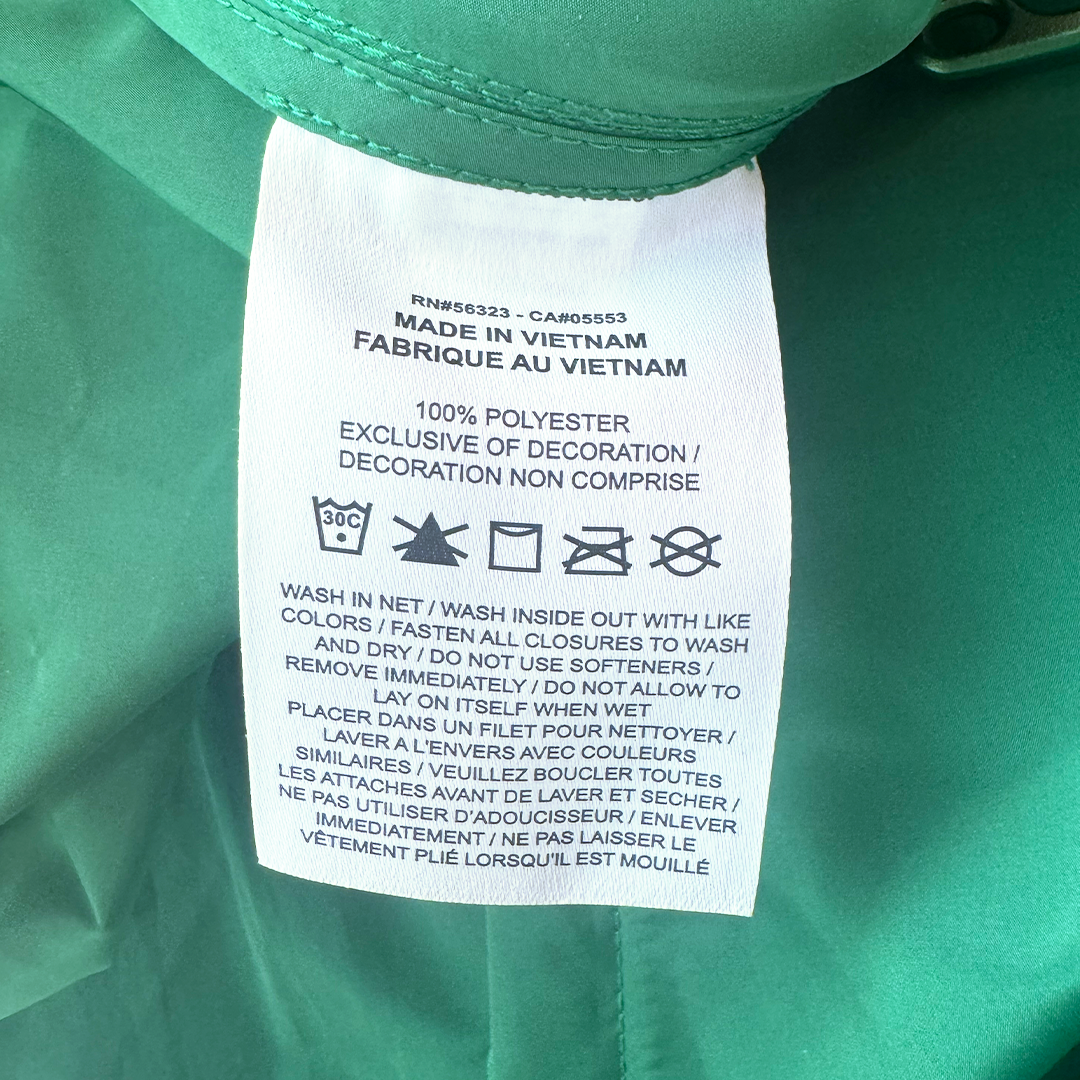 RN#56323 - CA#05553
MADE IN VIETNAM
FABRIQUE AU VIETNAM
100% POLYESTER
EXCLUSIVE OF DECORATION /
DECORATION NON COMPRISE
30C
WASH IN NET / WASH INSIDE OUT WITH LIKE
COLORS / FASTEN ALL CLOSURES TO WASH
AND DRY / DO NOT USE SOFTENERS /
REMOVE IMMEDIATELY / DO NOT ALLOW TO
LAY ON ITSELF WHEN WET
PLACER DANS UN FILET POUR NETTOYER /
LAVER A L'ENVERS AVEC COULEURS
SIMILAIRES / VEUILLEZ BOUCLER TOUTES
LES ATTACHES AVANT DE LAVER ET SECHER /
NE PAS UTILISER D'ADOUCISSEUR / ENLEVER
IMMEDIATEMENT / NE PAS LAISSER LE
VÊTEMENT PLIÉ LORSQU'IL EST MOUILLÉ